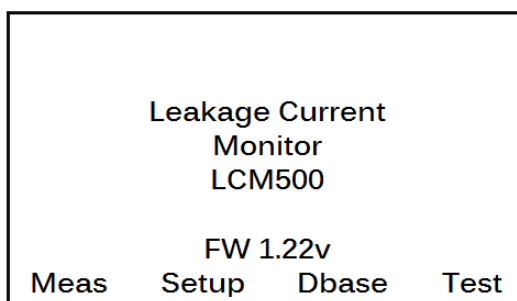 Leakage Current
Monitor
LCM500
FW 1.22v
Meas Setup Dbase Test